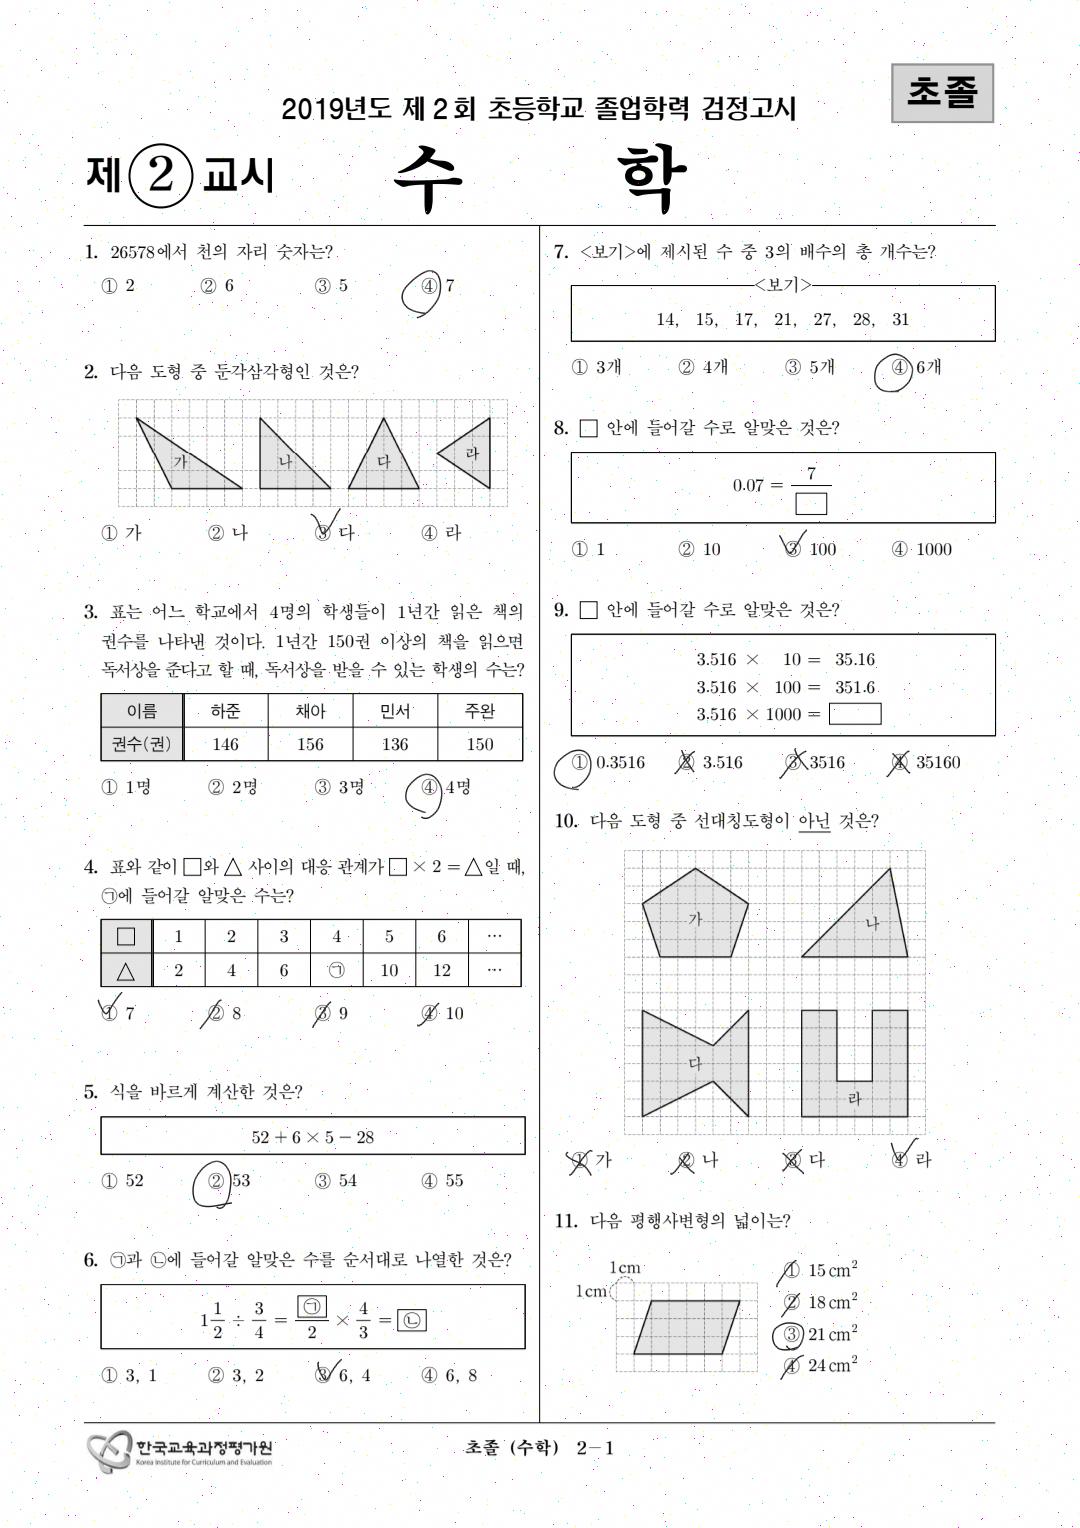 초졸
2019년도 제 2 회 초등학교 졸업학력 검정고시
제 ② 교시 수 학
1. 26578에서 천의 자리 숫자는?
① 2 ② 6 ③ 5 ④ 7
2. 다음 도형 중 둔각삼각형인 것은?
가 나 다 라
① 가 ② 나 ③ 다 ④ 라
3. 표는 어느 학교에서 4명의 학생들이 1년간 읽은 책의
권수를 나타낸 것이다. 1년간 150권 이상의 책을 읽으면
독서상을 준다고 할 때, 독서상을 받을 수 있는 학생의 수는?
이름 하준 채아 민서 주완
권수(권) 146 156 136 150
① 1명 ② 2명 ③ 3명 ④ 4명
4. 표와 같이 □와 △ 사이의 대응 관계가 □ × 2 = △일 때,
㉠에 들어갈 알맞은 수는?
□ 1 2 3 4 5 6 ⋯
△ 2 4 6 ㉠ 10 12 ⋯
① 7 ② 8 ③ 9 ④ 10
5. 식을 바르게 계산한 것은?
52 + 6 × 5 − 28
① 52 ② 53 ③ 54 ④ 55
6. ㉠과 ㉡에 들어갈 알맞은 수를 순서대로 나열한 것은?
1 1/2 ÷ 3/4 = ㉠/2 × 4/3 = ㉡
① 3, 1 ② 3, 2 ③ 6, 4 ④ 6, 8
7. <보기>에 제시된 수 중 3의 배수의 총 개수는?
<보기>
14, 15, 17, 21, 27, 28, 31
① 3개 ② 4개 ③ 5개 ④ 6개
8. □ 안에 들어갈 수로 알맞은 것은?
0.07 = 7/□
① 1 ② 10 ③ 100 ④ 1000
9. □ 안에 들어갈 수로 알맞은 것은?
3.516 × 10 = 35.16
3.516 × 100 = 351.6
3.516 × 1000 = □
① 0.3516 ② 3.516 ③ 3516 ④ 35160
10. 다음 도형 중 선대칭도형이 아닌 것은?
가 나
다 라
① 가 ② 나 ③ 다 ④ 라
11. 다음 평행사변형의 넓이는?
1cm
1cm
① 15 cm²
② 18 cm²
③ 21 cm²
④ 24 cm²
한국교육과정평가원
Korea Institute for Curriculum and Evaluation
초졸 (수학) 2－1